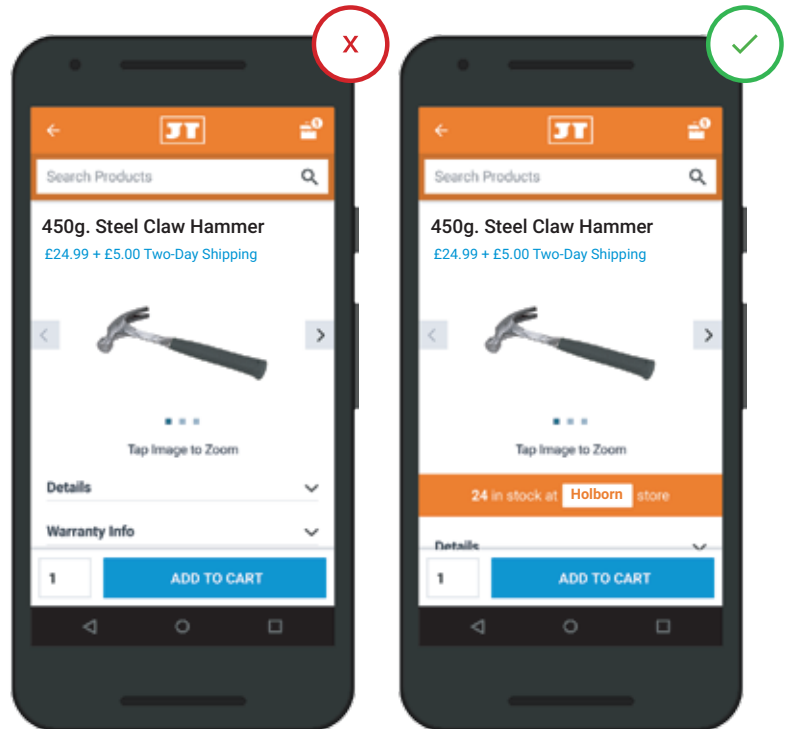 X
JT
1
Search Products
450g. Steel Claw Hammer
£24.99 + £5.00 Two-Day Shipping
Tap Image to Zoom
Details
Warranty Info
1
ADD TO CART
JT
1
Search Products
450g. Steel Claw Hammer
£24.99 + £5.00 Two-Day Shipping
Tap Image to Zoom
24 in stock at Holborn store
Details
1
ADD TO CART